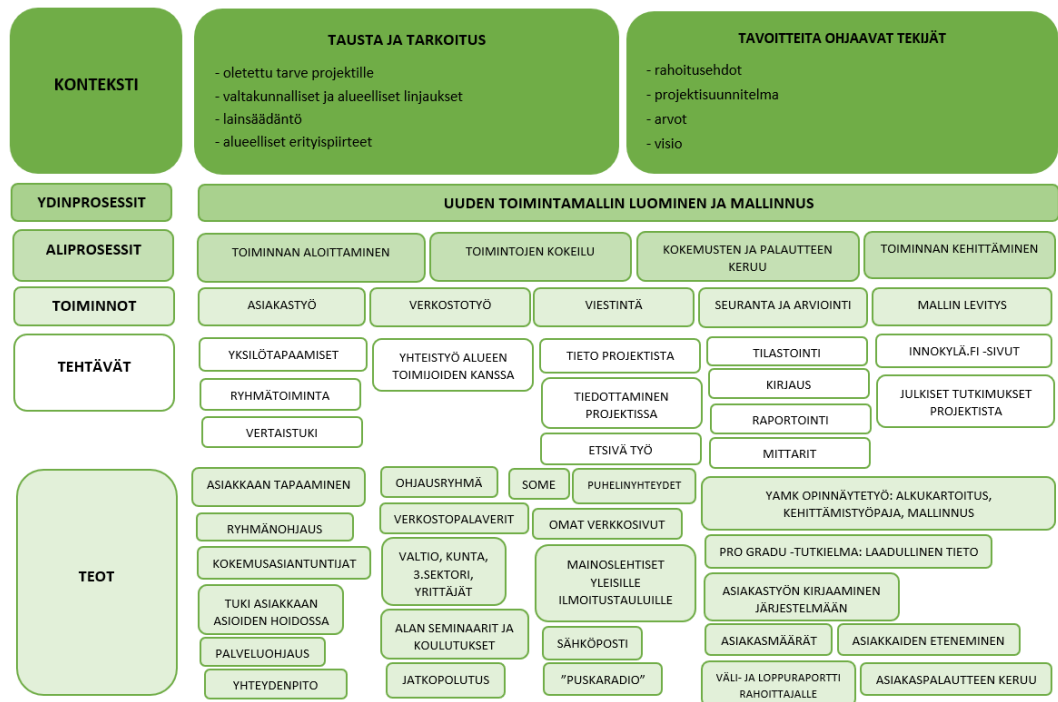 KONTEKSTI
TAUSTA JA TARKOITUS
- oletettu tarve projektille
- valtakunnalliset ja alueelliset linjaukset
- lainsäädäntö
- alueelliset erityispiirteet
TAVOITTEITA OHJAAVAT TEKIJÄT
- rahoitusehdot
- projektisuunnitelma
- arvot
- visio
YDINPROSESSIT
UUDEN TOIMINTAMALLIN LUOMINEN JA MALLINNUS
ALIPROSESSIT
TOIMINNAN ALOITTAMINEN
TOIMINTOJEN KOKEILU
KOKEMUSTEN JA PALAUTTEEN
KERUU
TOIMINNAN KEHITTÄMINEN
TOIMINNOT
ASIAKASTYÖ
VERKOSTOTYÖ
VIESTINTÄ
SEURANTA JA ARVIOINTI
MALLIN LEVITYS
TEHTÄVÄT
YKSILÖTAPAAMISET
RYHMÄTOIMINTA
VERTAISTUKI
YHTEISTYÖ ALUEEN
TOIMIJOIDEN KANSSA
TIETO PROJEKTISTA
TIEDOTTAMINEN
PROJEKTISSA
ETSIVÄ TYÖ
TILASTOINTI
KIRJAUS
RAPORTOINTI
MITTARIT
INNOKYLÄ.FI -SIVUT
JULKISET TUTKIMUKSET
PROJEKTISTA
TEOT
ASIAKKAAN TAPAAMINEN
RYHMÄNOHJAUS
KOKEMUSASIANTUNTIJAT
TUKI ASIAKKAAN
ASIOIDEN HOIDOSSA
PALVELUOHJAUS
YHTEYDENPITO
OHJAUSRYHMÄ
VERKOSTOPALAVERIT
VALTIO, KUNTA,
3.SEKTORI,
YRITTÄJÄT
ALAN SEMINAARIT JA
KOULUTUKSET
JATKOPOLUTUS
SOME
PUHELINYHTEYDET
OMAT VERKKOSIVUT
MAINOSLEHTISET
YLEISILLE
ILMOITUSTAULUILLE
SÄHKÖPOSTI
”PUSKARADIO”
YAMK OPINNÄYTETYÖ: ALKUKARTOITUS,
KEHITTÄMISTYÖPAJA, MALLINNUS
PRO GRADU -TUTKIELMA: LAADULLINEN TIETO
ASIAKASTYÖN KIRJAAMINEN
JÄRJESTELMÄÄN
ASIAKASMÄÄRÄT
ASIAKKAIDEN ETENEMINEN
VÄLI- JA LOPPURAPORTTI
RAHOITTAJALLE
ASIAKASPALAUTTEEN KERUU